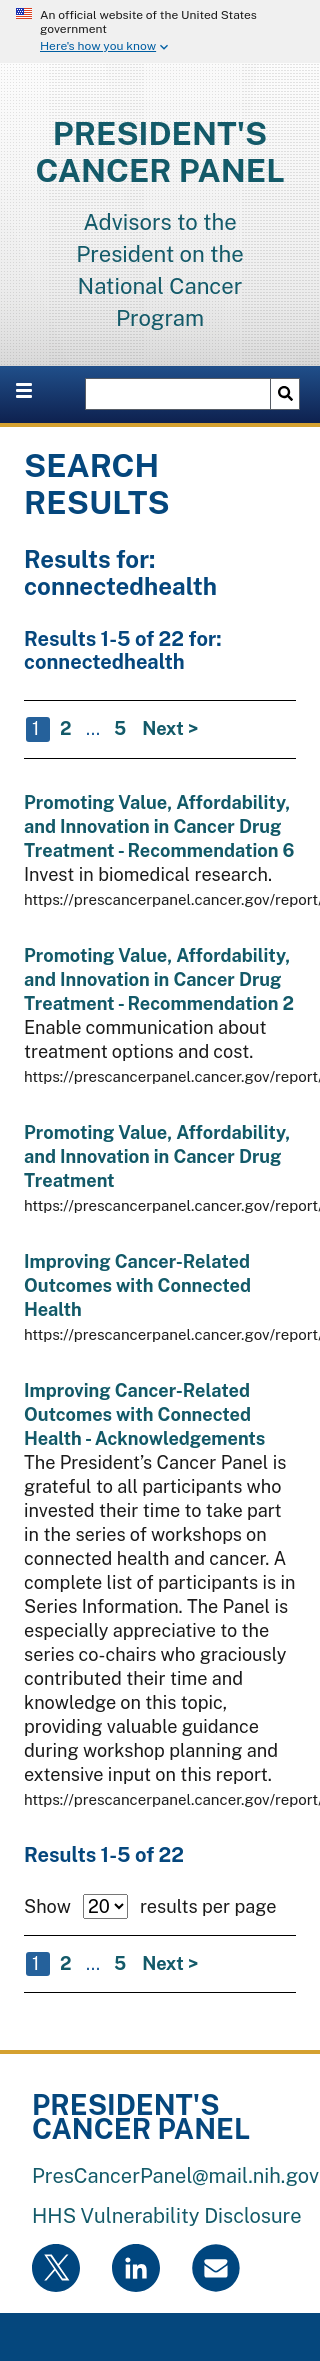 An official website of the United States
government
Here's how you know
PRESIDENT'S
CANCER PANEL
Advisors to the
President on the
National Cancer
Program
SEARCH
RESULTS
Results for:
connectedhealth
Results 1-5 of 22 for:
connectedhealth
1 2 ... 5 Next >
Promoting Value, Affordability,
and Innovation in Cancer Drug
Treatment - Recommendation 6
Invest in biomedical research.
https://prescancerpanel.cancer.gov/report/
Promoting Value, Affordability,
and Innovation in Cancer Drug
Treatment - Recommendation 2
Enable communication about
treatment options and cost.
https://prescancerpanel.cancer.gov/report/
Promoting Value, Affordability,
and Innovation in Cancer Drug
Treatment
https://prescancerpanel.cancer.gov/report/
Improving Cancer-Related
Outcomes with Connected
Health
https://prescancerpanel.cancer.gov/report/
Improving Cancer-Related
Outcomes with Connected
Health - Acknowledgements
The President’s Cancer Panel is
grateful to all participants who
invested their time to take part
in the series of workshops on
connected health and cancer. A
complete list of participants is in
Series Information. The Panel is
especially appreciative to the
series co-chairs who graciously
contributed their time and
knowledge on this topic,
providing valuable guidance
during workshop planning and
extensive input on this report.
https://prescancerpanel.cancer.gov/report/
Results 1-5 of 22
Show 20 results per page
1 2 ... 5 Next >
PRESIDENT'S
CANCER PANEL
PresCancerPanel@mail.nih.gov
HHS Vulnerability Disclosure